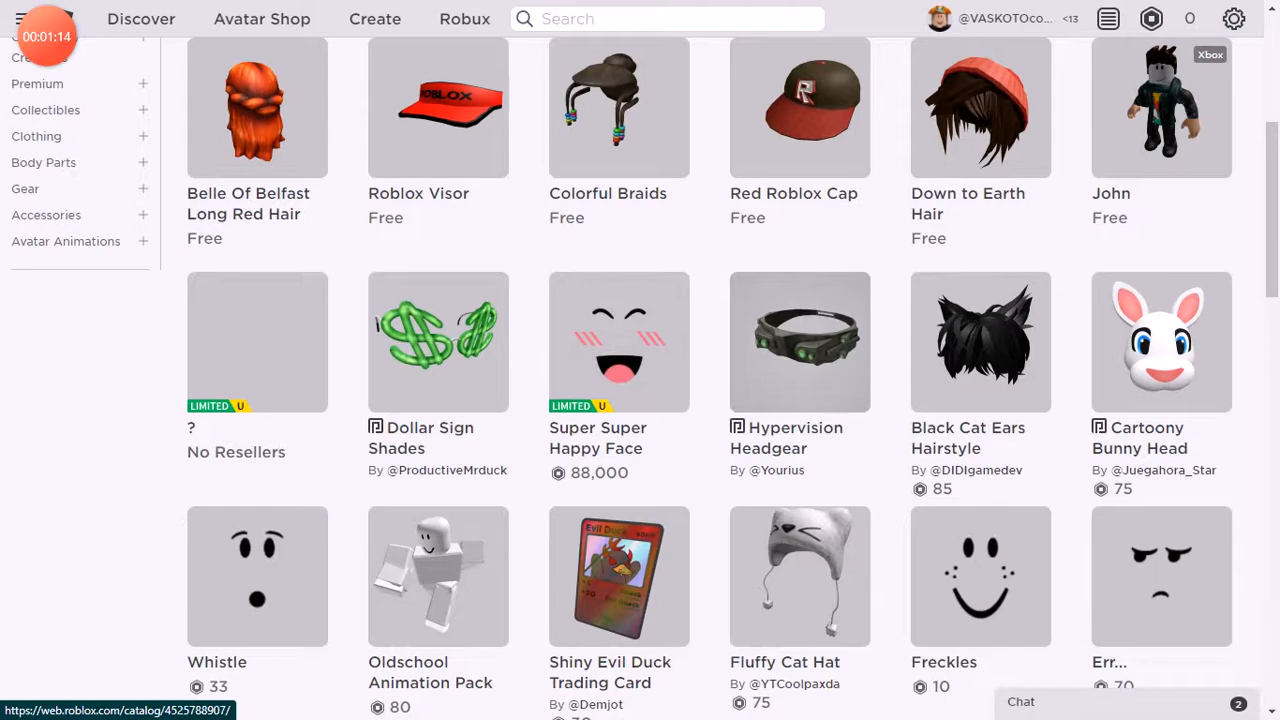 Discover
Avatar Shop
Create
Robux
Search
@VASKOTOco...
<13
0
00:01:14
Premium
Collectibles
Clothing
Body Parts
Gear
Accessories
Avatar Animations
ROBLOX
R
Xbox
Belle Of Belfast Long Red Hair
Free
Roblox Visor
Free
Colorful Braids
Free
Red Roblox Cap
Free
Down to Earth Hair
Free
John
Free
LIMITED U
?
No Resellers
Dollar Sign Shades
By @ProductiveMrduck
LIMITED U
Super Super Happy Face
88,000
Hypervision Headgear
By @Yourius
Black Cat Ears Hairstyle
By @DIDIgamedev
85
Cartoony Bunny Head
By @Juegahora_Star
75
Whistle
33
Oldschool Animation Pack
80
Evil Duck
Shiny Evil Duck Trading Card
By @Demjot
Fluffy Cat Hat
By @YTCoolpaxda
75
Freckles
10
Err...
70
Chat
2
https://web.roblox.com/catalog/4525788907/